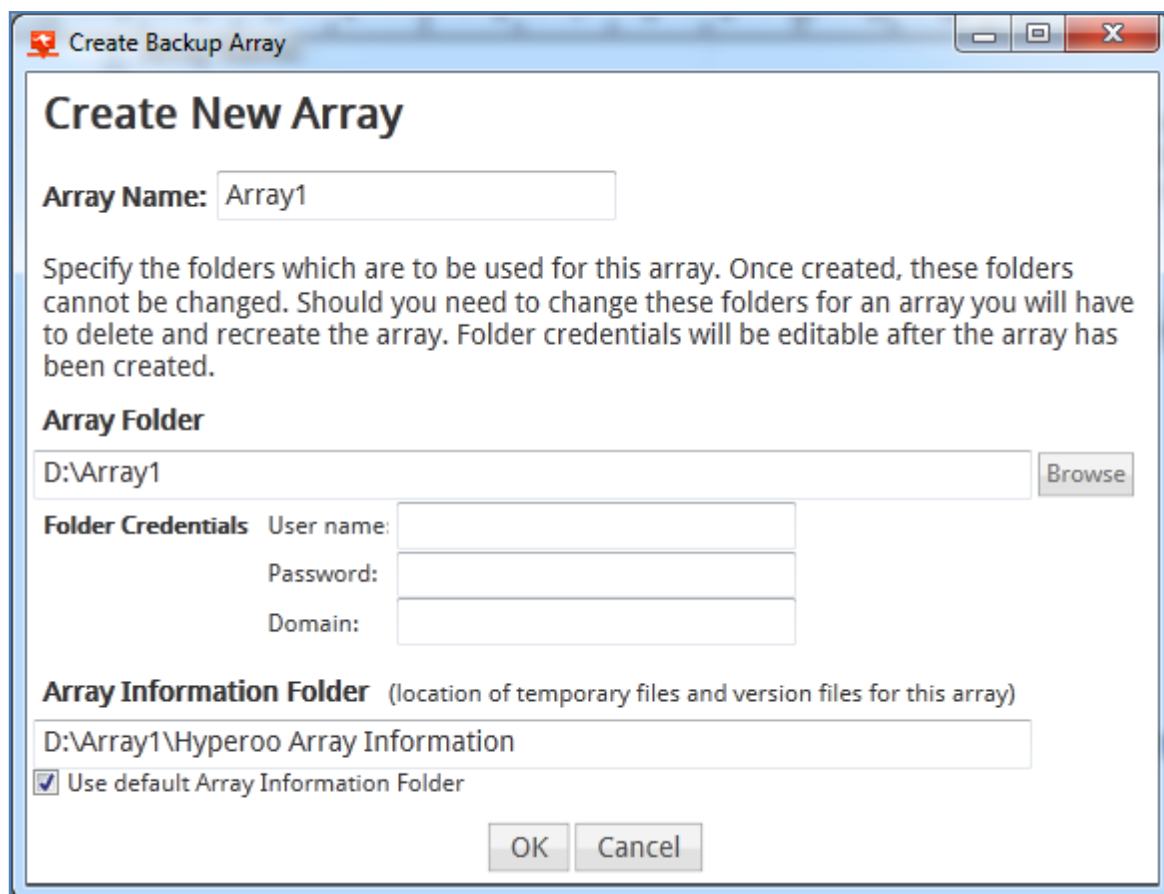 Create Backup Array
Create New Array
Array Name: Array1
Specify the folders which are to be used for this array. Once created, these folders
cannot be changed. Should you need to change these folders for an array you will have
to delete and recreate the array. Folder credentials will be editable after the array has
been created.
Array Folder
D:\Array1 Browse
Folder Credentials User name:
Password:
Domain:
Array Information Folder (location of temporary files and version files for this array)
D:\Array1\Hyperoo Array Information
Use default Array Information Folder
OK Cancel